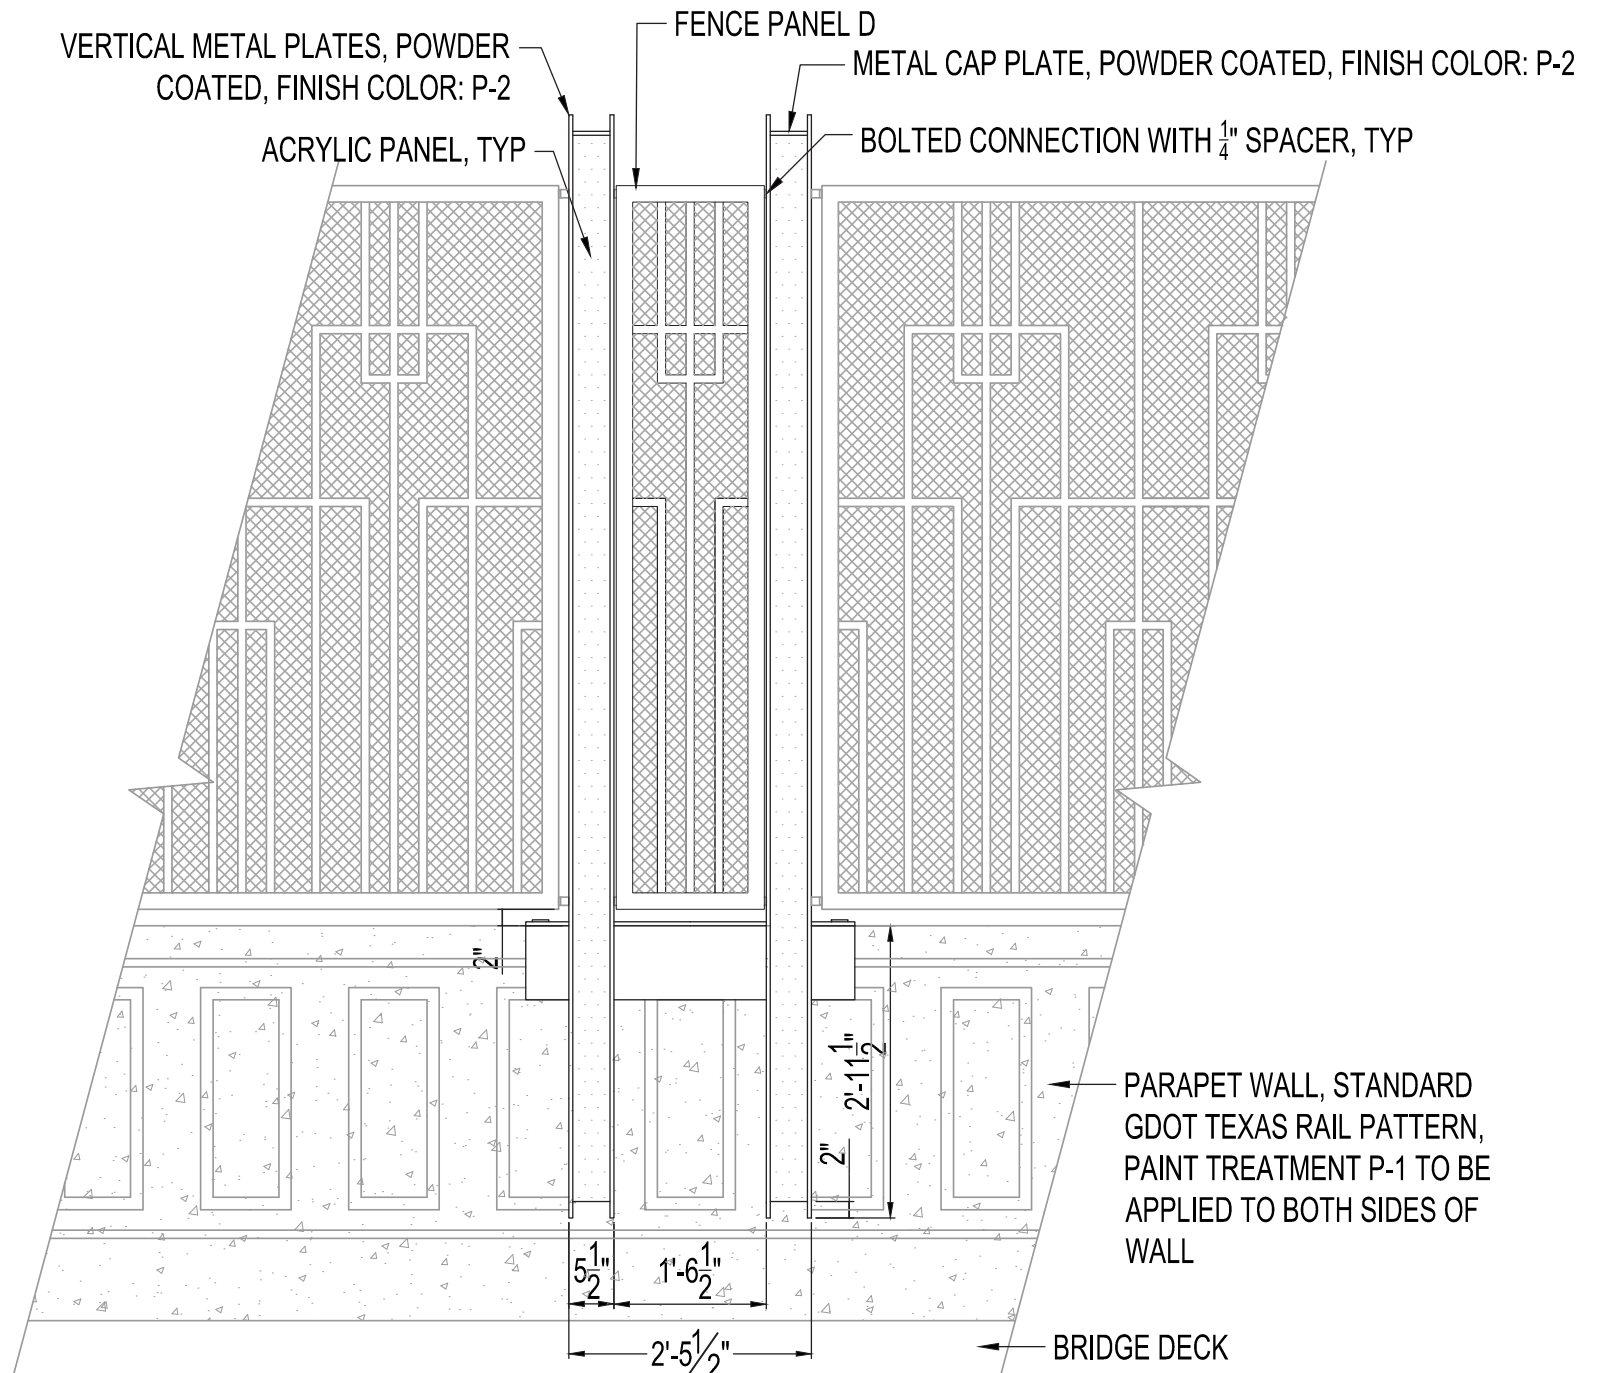 FENCE PANEL D
VERTICAL METAL PLATES, POWDER
COATED, FINISH COLOR: P-2
METAL CAP PLATE, POWDER COATED, FINISH COLOR: P-2
ACRYLIC PANEL, TYP
BOLTED CONNECTION WITH 1/4" SPACER, TYP
2"
2'-11 1/2"
2"
PARAPET WALL, STANDARD
GDOT TEXAS RAIL PATTERN,
PAINT TREATMENT P-1 TO BE
APPLIED TO BOTH SIDES OF
WALL
5 1/2"
1'-6 1/2"
2'-5 1/2"
BRIDGE DECK